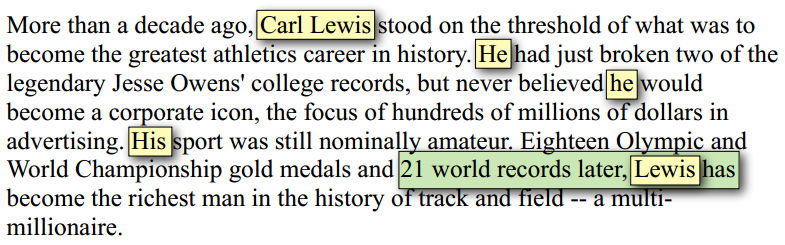 More than a decade ago, Carl Lewis stood on the threshold of what was to
become the greatest athletics career in history. He had just broken two of the
legendary Jesse Owens' college records, but never believed he would
become a corporate icon, the focus of hundreds of millions of dollars in
advertising. His sport was still nominally amateur. Eighteen Olympic and
World Championship gold medals and 21 world records later, Lewis has
become the richest man in the history of track and field -- a multi-
millionaire.